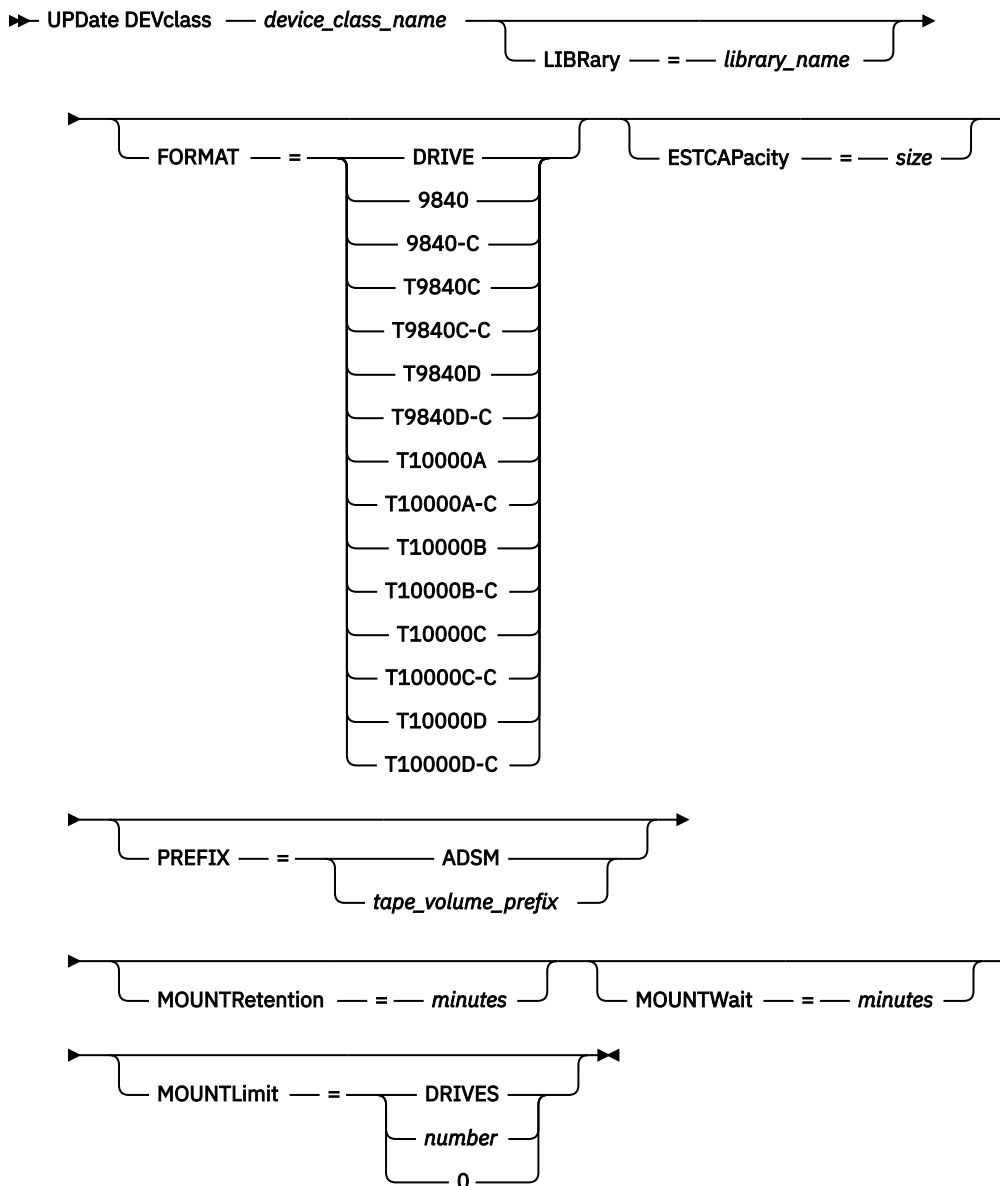 UPDate DEVclass device_class_name
LIBRary = library_name
FORMAT = DRIVE
ESTCAPacity = size
9840
9840-C
T9840C
T9840C-C
T9840D
T9840D-C
T10000A
T10000A-C
T10000B
T10000B-C
T10000C
T10000C-C
T10000D
T10000D-C
PREFIX = ADSM
tape_volume_prefix
MOUNTRetention = minutes
MOUNTWait = minutes
MOUNTLimit = DRIVES
number
0